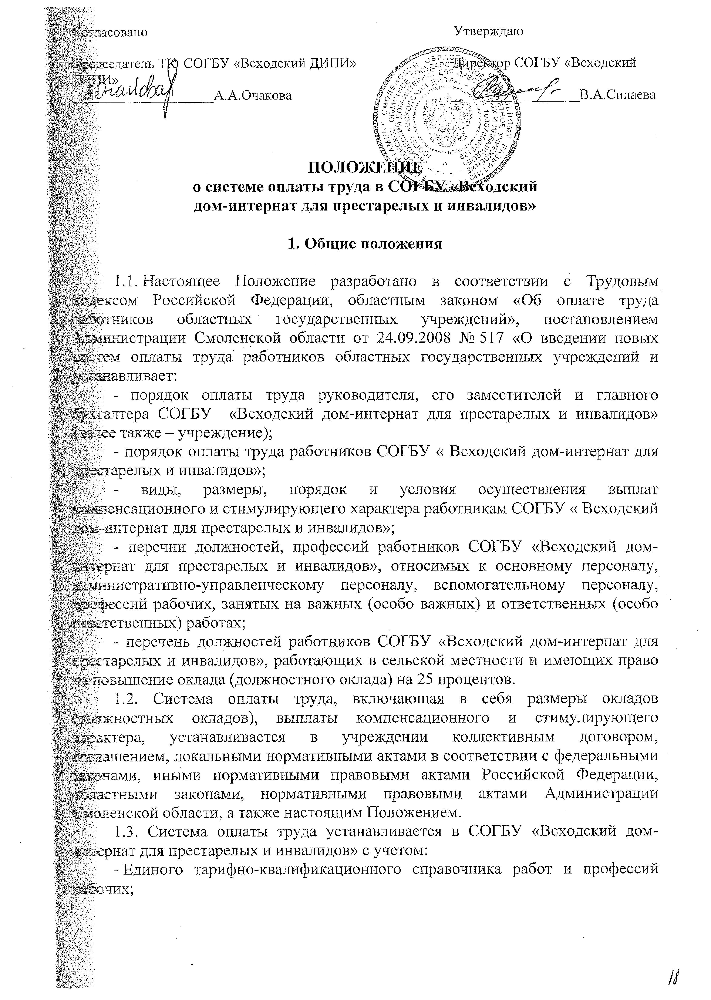 Согласовано Утверждаю
Председатель ТК СОГБУ «Всходский ДИПИ» Директор СОГБУ «Всходский
ДИПИ»
А.А.Очакова В.А.Силаева
ПОЛОЖЕНИЕ
о системе оплаты труда в СОГБУ «Всходский
дом-интернат для престарелых и инвалидов»
1. Общие положения
1.1. Настоящее Положение разработано в соответствии с Трудовым
кодексом Российской Федерации, областным законом «Об оплате труда
работников областных государственных учреждений», постановлением
Администрации Смоленской области от 24.09.2008 № 517 «О введении новых
систем оплаты труда работников областных государственных учреждений и
устанавливает:
- порядок оплаты труда руководителя, его заместителей и главного
бухгалтера СОГБУ «Всходский дом-интернат для престарелых и инвалидов»
(далее также – учреждение);
- порядок оплаты труда работников СОГБУ « Всходский дом-интернат для
престарелых и инвалидов»;
- виды, размеры, порядок и условия осуществления выплат
компенсационного и стимулирующего характера работникам СОГБУ « Всходский
дом-интернат для престарелых и инвалидов»;
- перечни должностей, профессий работников СОГБУ «Всходский дом-
интернат для престарелых и инвалидов», относимых к основному персоналу,
административно-управленческому персоналу, вспомогательному персоналу,
профессий рабочих, занятых на важных (особо важных) и ответственных (особо
ответственных) работах;
- перечень должностей работников СОГБУ «Всходский дом-интернат для
престарелых и инвалидов», работающих в сельской местности и имеющих право
на повышение оклада (должностного оклада) на 25 процентов.
1.2. Система оплаты труда, включающая в себя размеры окладов
(должностных окладов), выплаты компенсационного и стимулирующего
характера, устанавливается в учреждении коллективным договором,
соглашением, локальными нормативными актами в соответствии с федеральными
законами, иными нормативными правовыми актами Российской Федерации,
областными законами, нормативными правовыми актами Администрации
Смоленской области, а также настоящим Положением.
1.3. Система оплаты труда устанавливается в СОГБУ «Всходский дом-
интернат для престарелых и инвалидов» с учетом:
- Единого тарифно-квалификационного справочника работ и профессий
рабочих;
18